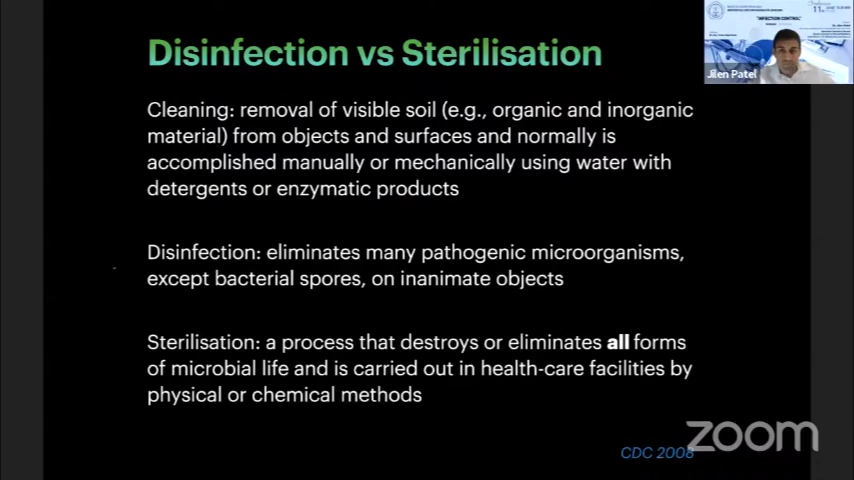 Disinfection vs Sterilisation
Cleaning: removal of visible soil (e.g., organic and inorganic
material) from objects and surfaces and normally is
accomplished manually or mechanically using water with
detergents or enzymatic products
Disinfection: eliminates many pathogenic microorganisms,
except bacterial spores, on inanimate objects
Sterilisation: a process that destroys or eliminates all forms
of microbial life and is carried out in health-care facilities by
physical or chemical methods
CDC 2008
zoom
"INFECTION CONTROL"
Jilen Patel